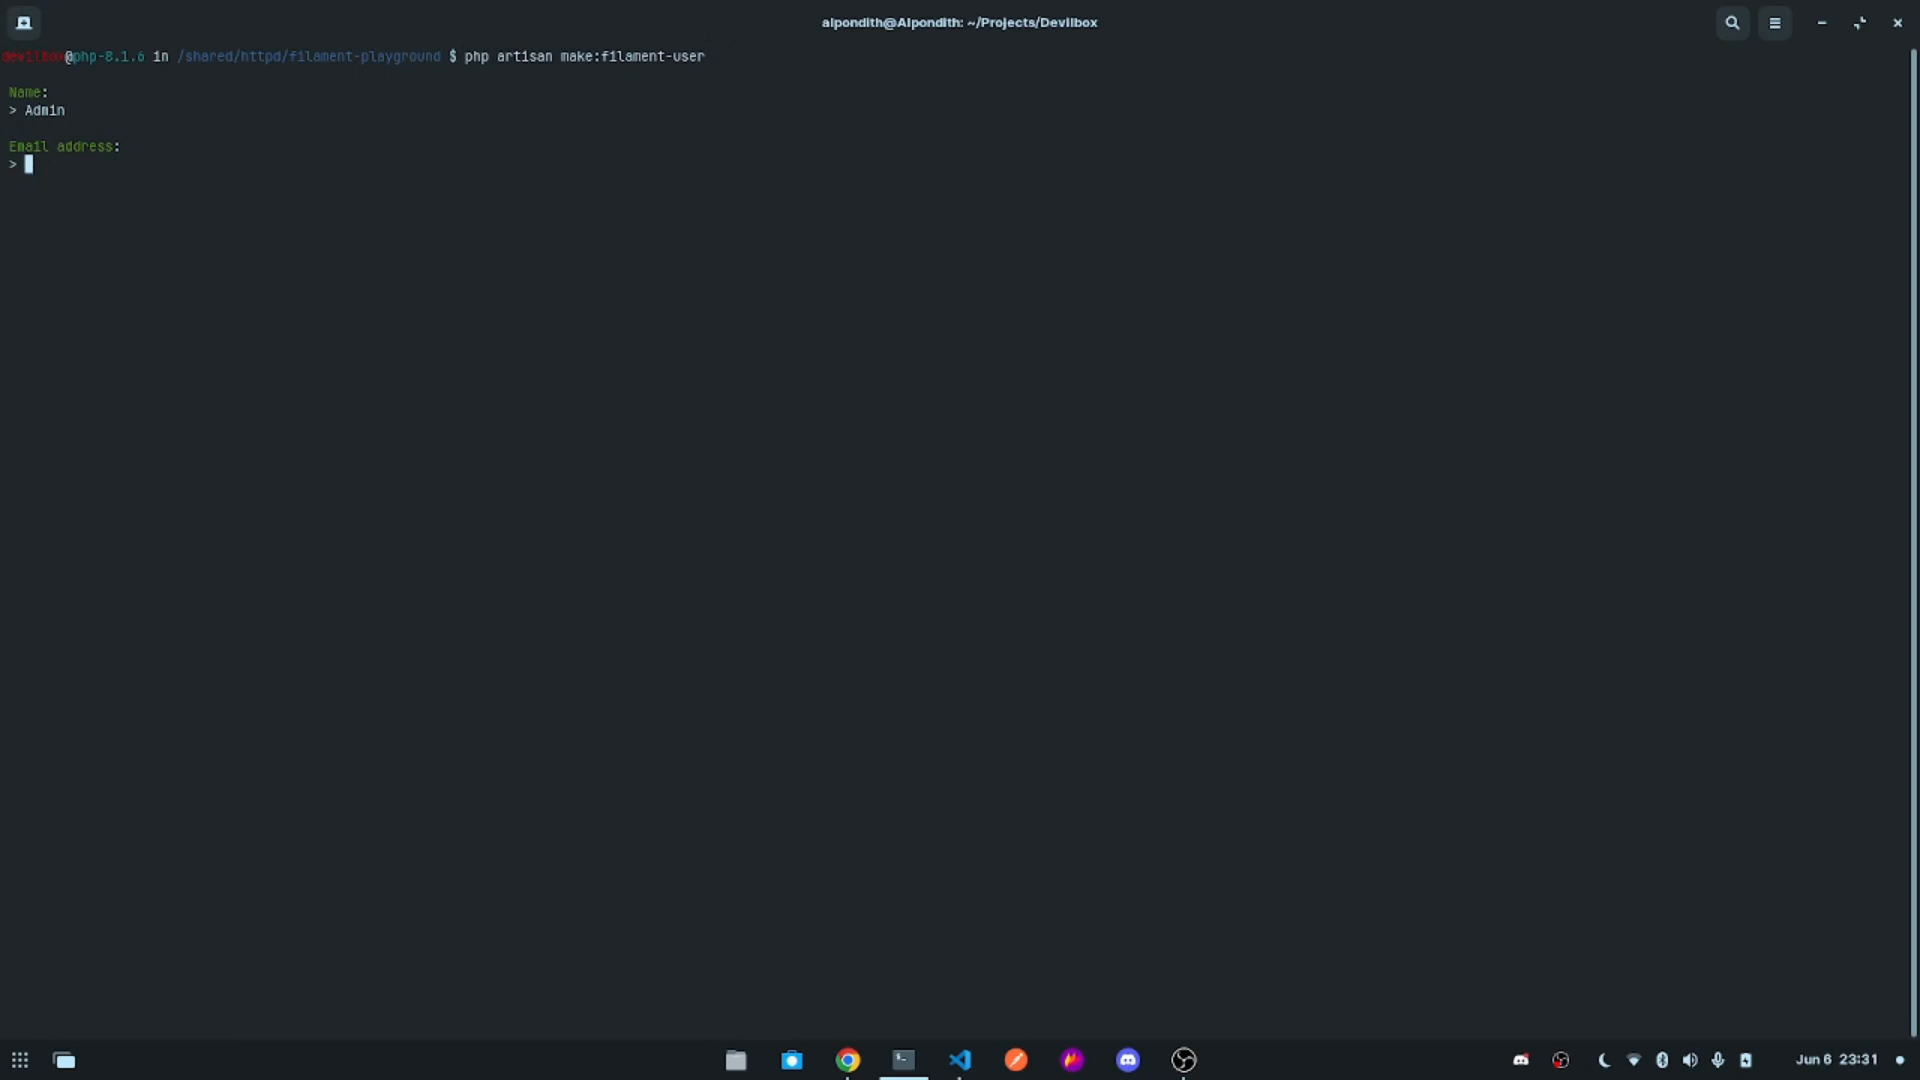 alpondith@Alpondith: ~/Projects/Devilbox
devilbox@php-8.1.6 in /shared/httpd/filament-playground $ php artisan make:filament-user
Name:
> Admin
Email address:
>
Jun 6 23:31